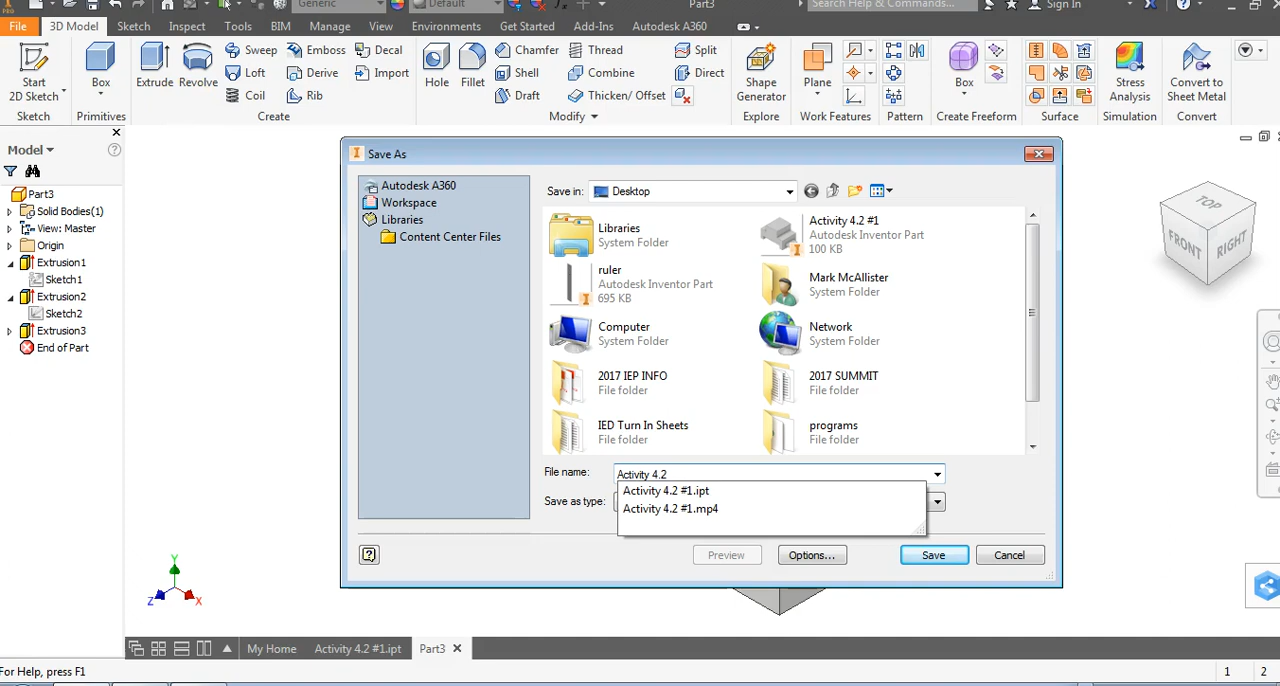 Generic
Default
Part3
Search Help & Commands...
Sign In
File
3D Model
Sketch
Inspect
Tools
BIM
Manage
View
Environments
Get Started
Add-Ins
Autodesk A360
Start
2D Sketch
Box
Extrude
Revolve
Sweep
Emboss
Decal
Loft
Derive
Import
Coil
Rib
Hole
Fillet
Chamfer
Thread
Split
Shell
Combine
Direct
Draft
Thicken/ Offset
Shape
Generator
Plane
Box
Stress
Analysis
Convert to
Sheet Metal
Sketch
Primitives
Create
Modify
Explore
Work Features
Pattern
Create Freeform
Surface
Simulation
Convert
Model
Part3
Solid Bodies(1)
View: Master
Origin
Extrusion1
Sketch1
Extrusion2
Sketch2
Extrusion3
End of Part
Save As
Autodesk A360
Workspace
Libraries
Content Center Files
Save in:
Desktop
Libraries
System Folder
Activity 4.2 #1
Autodesk Inventor Part
100 KB
ruler
Autodesk Inventor Part
695 KB
Mark McAllister
System Folder
Computer
System Folder
Network
System Folder
2017 IEP INFO
File folder
2017 SUMMIT
File folder
IED Turn In Sheets
File folder
programs
File folder
File name:
Activity 4.2
Activity 4.2 #1.ipt
Activity 4.2 #1.mp4
Save as type:
Preview
Options...
Save
Cancel
TOP
FRONT
RIGHT
Y
Z
X
My Home
Activity 4.2 #1.ipt
Part3
For Help, press F1
1
2